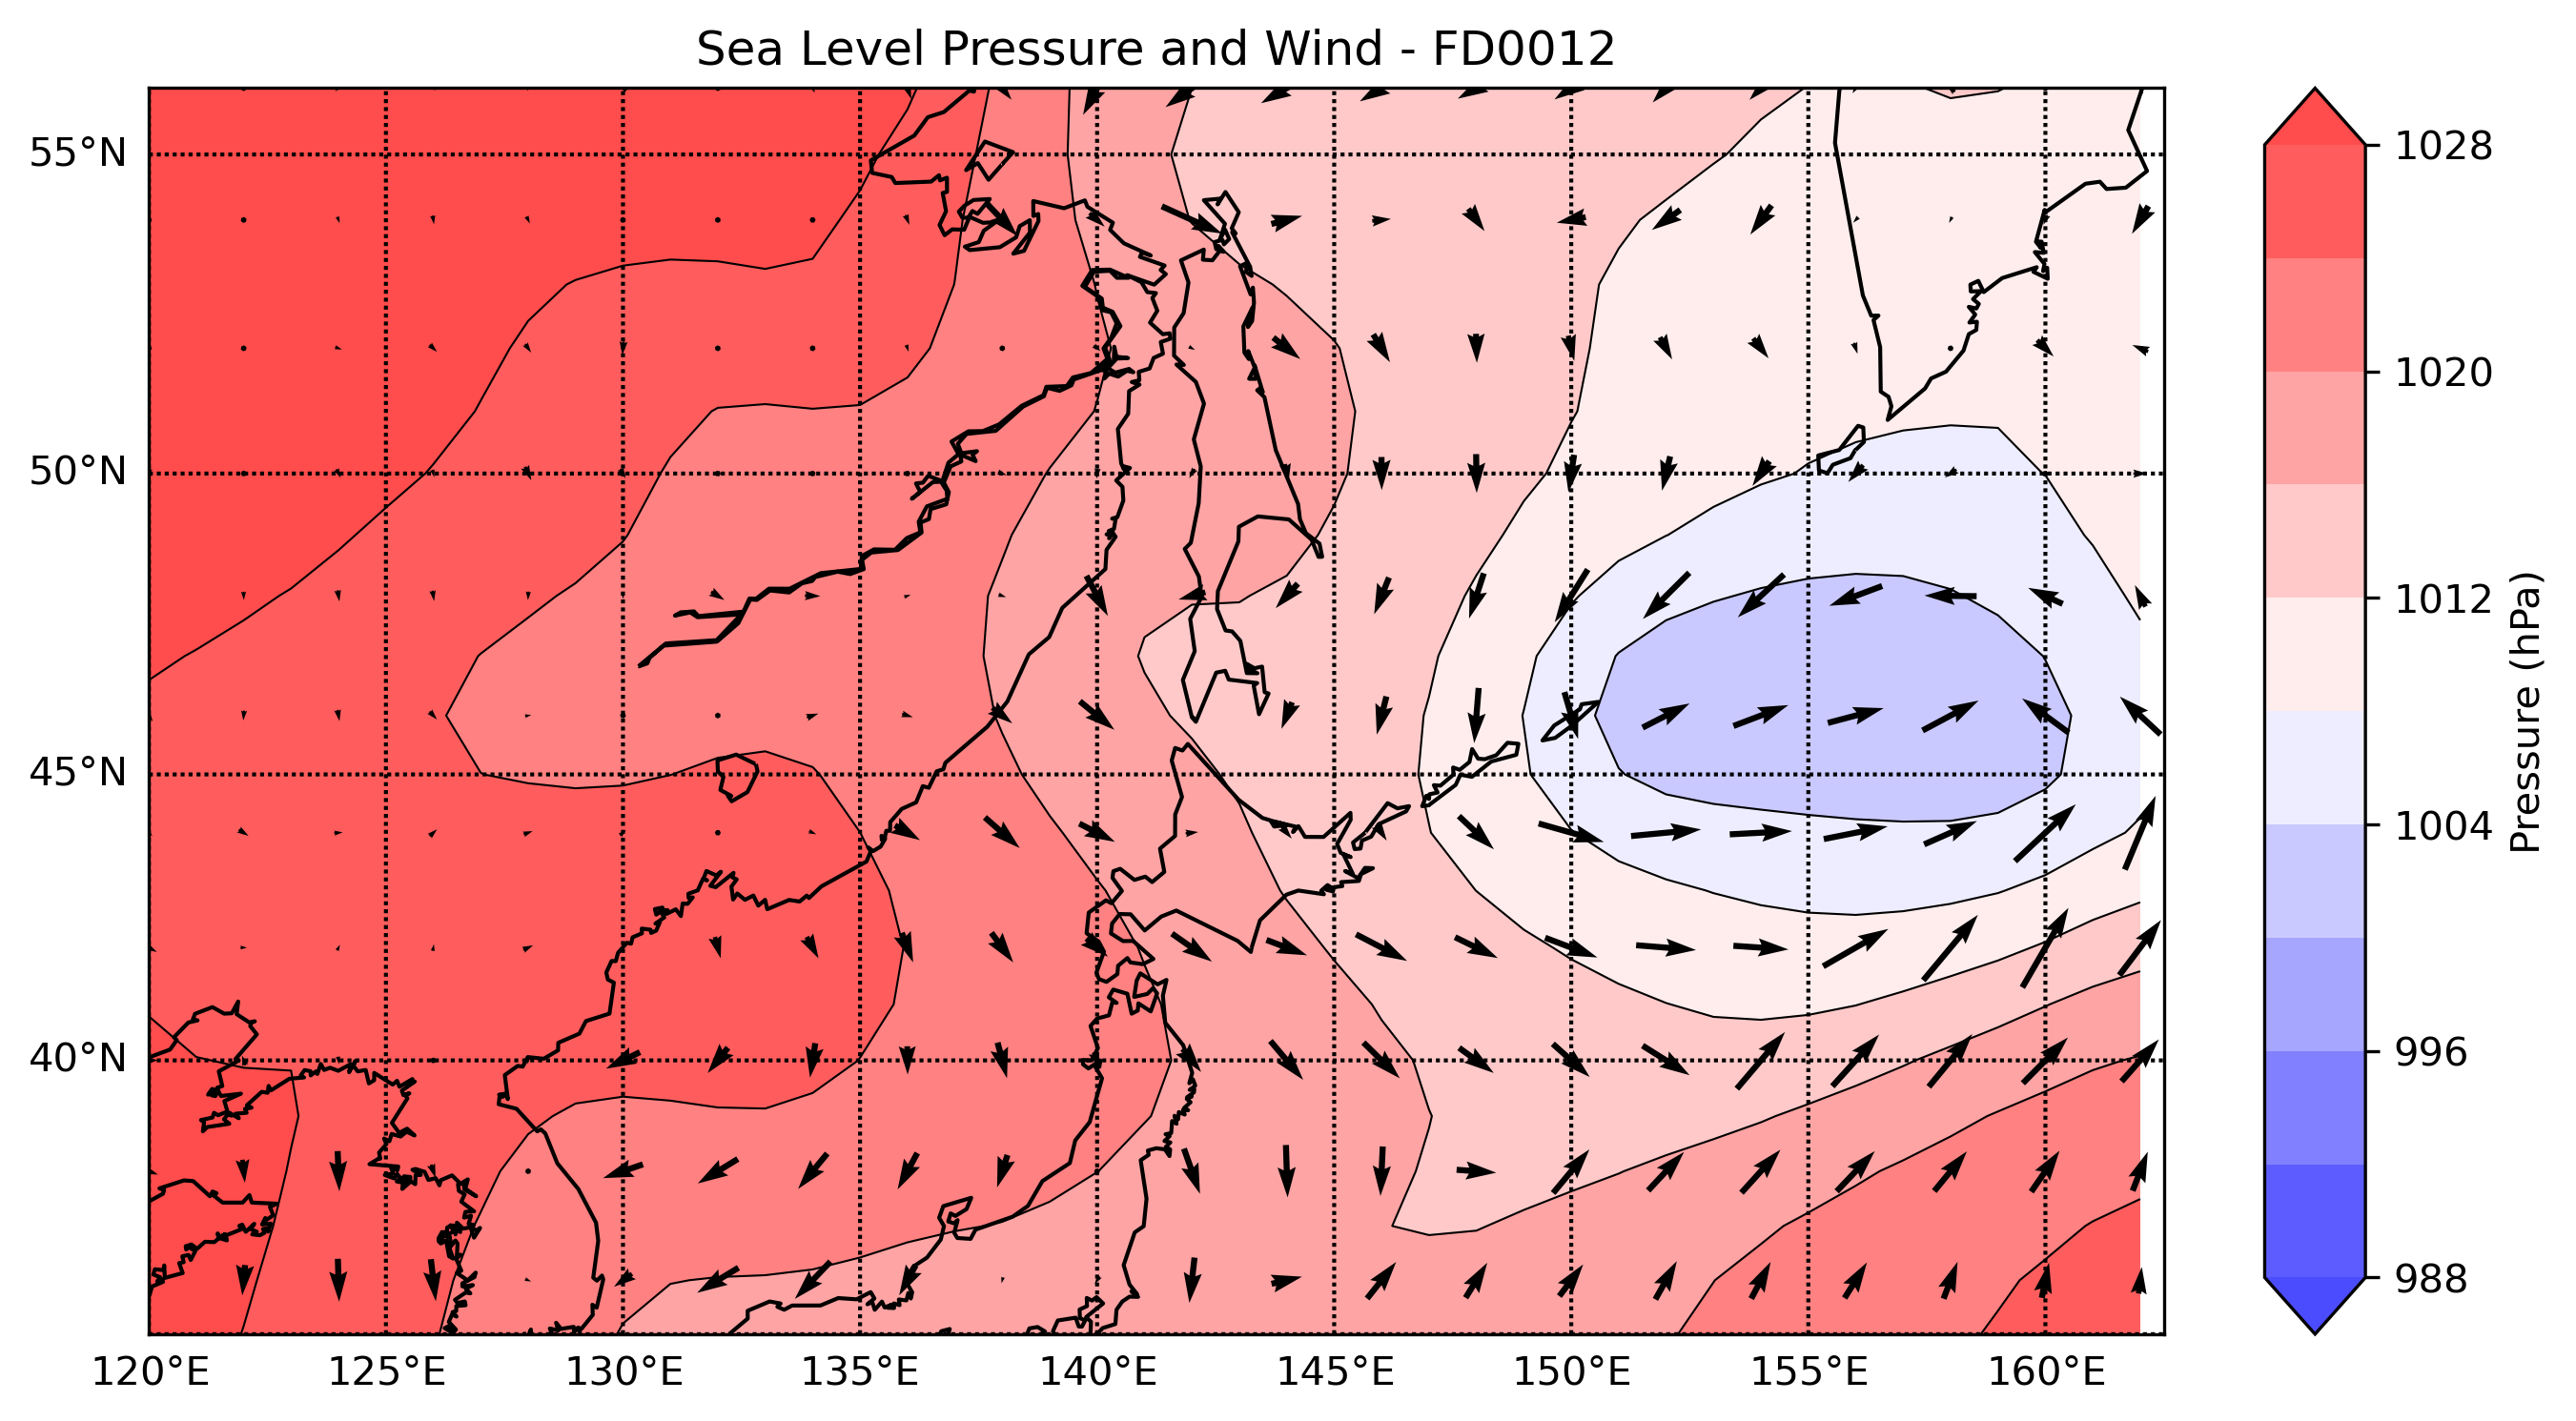 Sea Level Pressure and Wind - FD0012
55°N
50°N
45°N
40°N
120°E 125°E 130°E 135°E 140°E 145°E 150°E 155°E 160°E
1028
1020
1012
1004
996
988
Pressure (hPa)